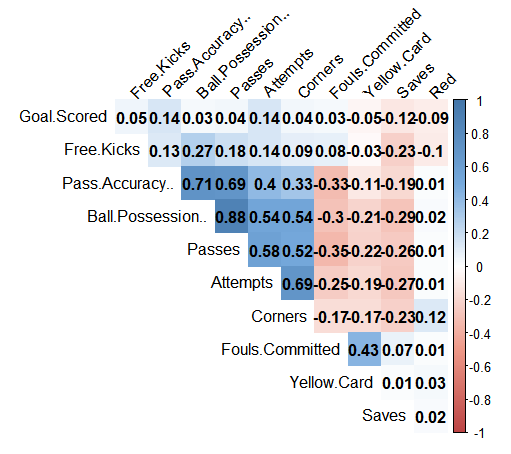 Free.Kicks
Pass.Accuracy..
Ball.Possession..
Passes
Attempts
Corners
Fouls.Committed
Yellow.Card
Saves
Red
Goal.Scored 0.05 0.14 0.03 0.04 0.14 0.04 0.03 -0.05 -0.12 -0.09
Free.Kicks 0.13 0.27 0.18 0.14 0.09 0.08 -0.03 -0.23 -0.1
Pass.Accuracy.. 0.71 0.69 0.4 0.33 -0.33 -0.11 -0.19 0.01
Ball.Possession.. 0.88 0.54 0.54 -0.3 -0.21 -0.29 0.02
Passes 0.58 0.52 -0.35 -0.22 -0.26 0.01
Attempts 0.69 -0.25 -0.19 -0.27 0.01
Corners -0.17 -0.17 -0.23 0.12
Fouls.Committed 0.43 0.07 0.01
Yellow.Card 0.01 0.03
Saves 0.02
1
0.8
0.6
0.4
0.2
0
-0.2
-0.4
-0.6
-0.8
-1